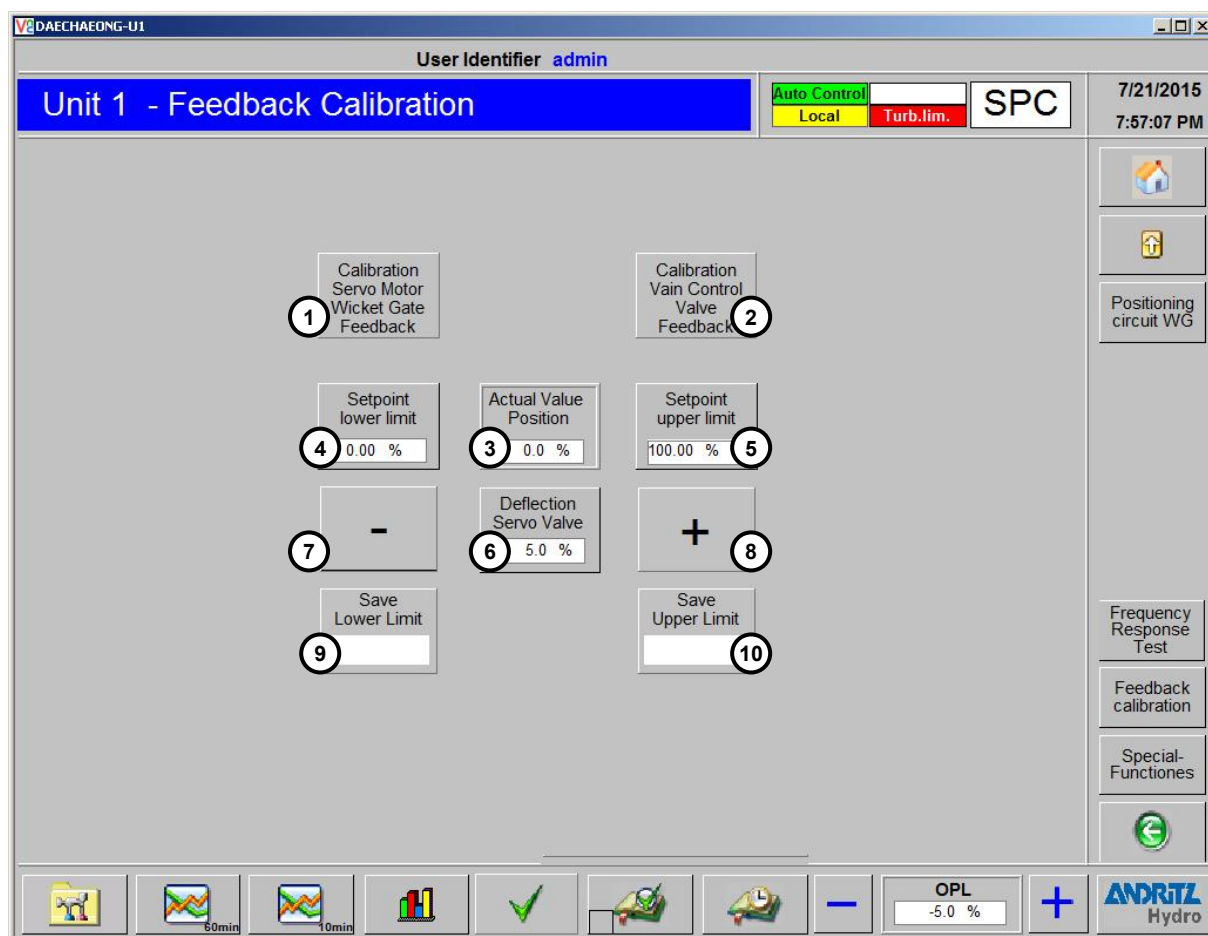 DAECHAEONG-U1
User Identifier admin
Unit 1 - Feedback Calibration
Auto Control
Local
Turb.lim.
SPC
7/21/2015
7:57:07 PM
Calibration
Servo Motor
Wicket Gate
Feedback
1
Calibration
Vain Control
Valve
Feedback
2
Positioning
circuit WG
Setpoint
lower limit
4
0.00 %
Actual Value
Position
3
0.0 %
Setpoint
upper limit
100.00 %
5
-
7
Deflection
Servo Valve
6
5.0 %
+
8
Save
Lower Limit
9
Save
Upper Limit
10
Frequency
Response
Test
Feedback
calibration
Special-
Functiones
60min
10min
OPL
-5.0 %
+
ANDRITZ
Hydro